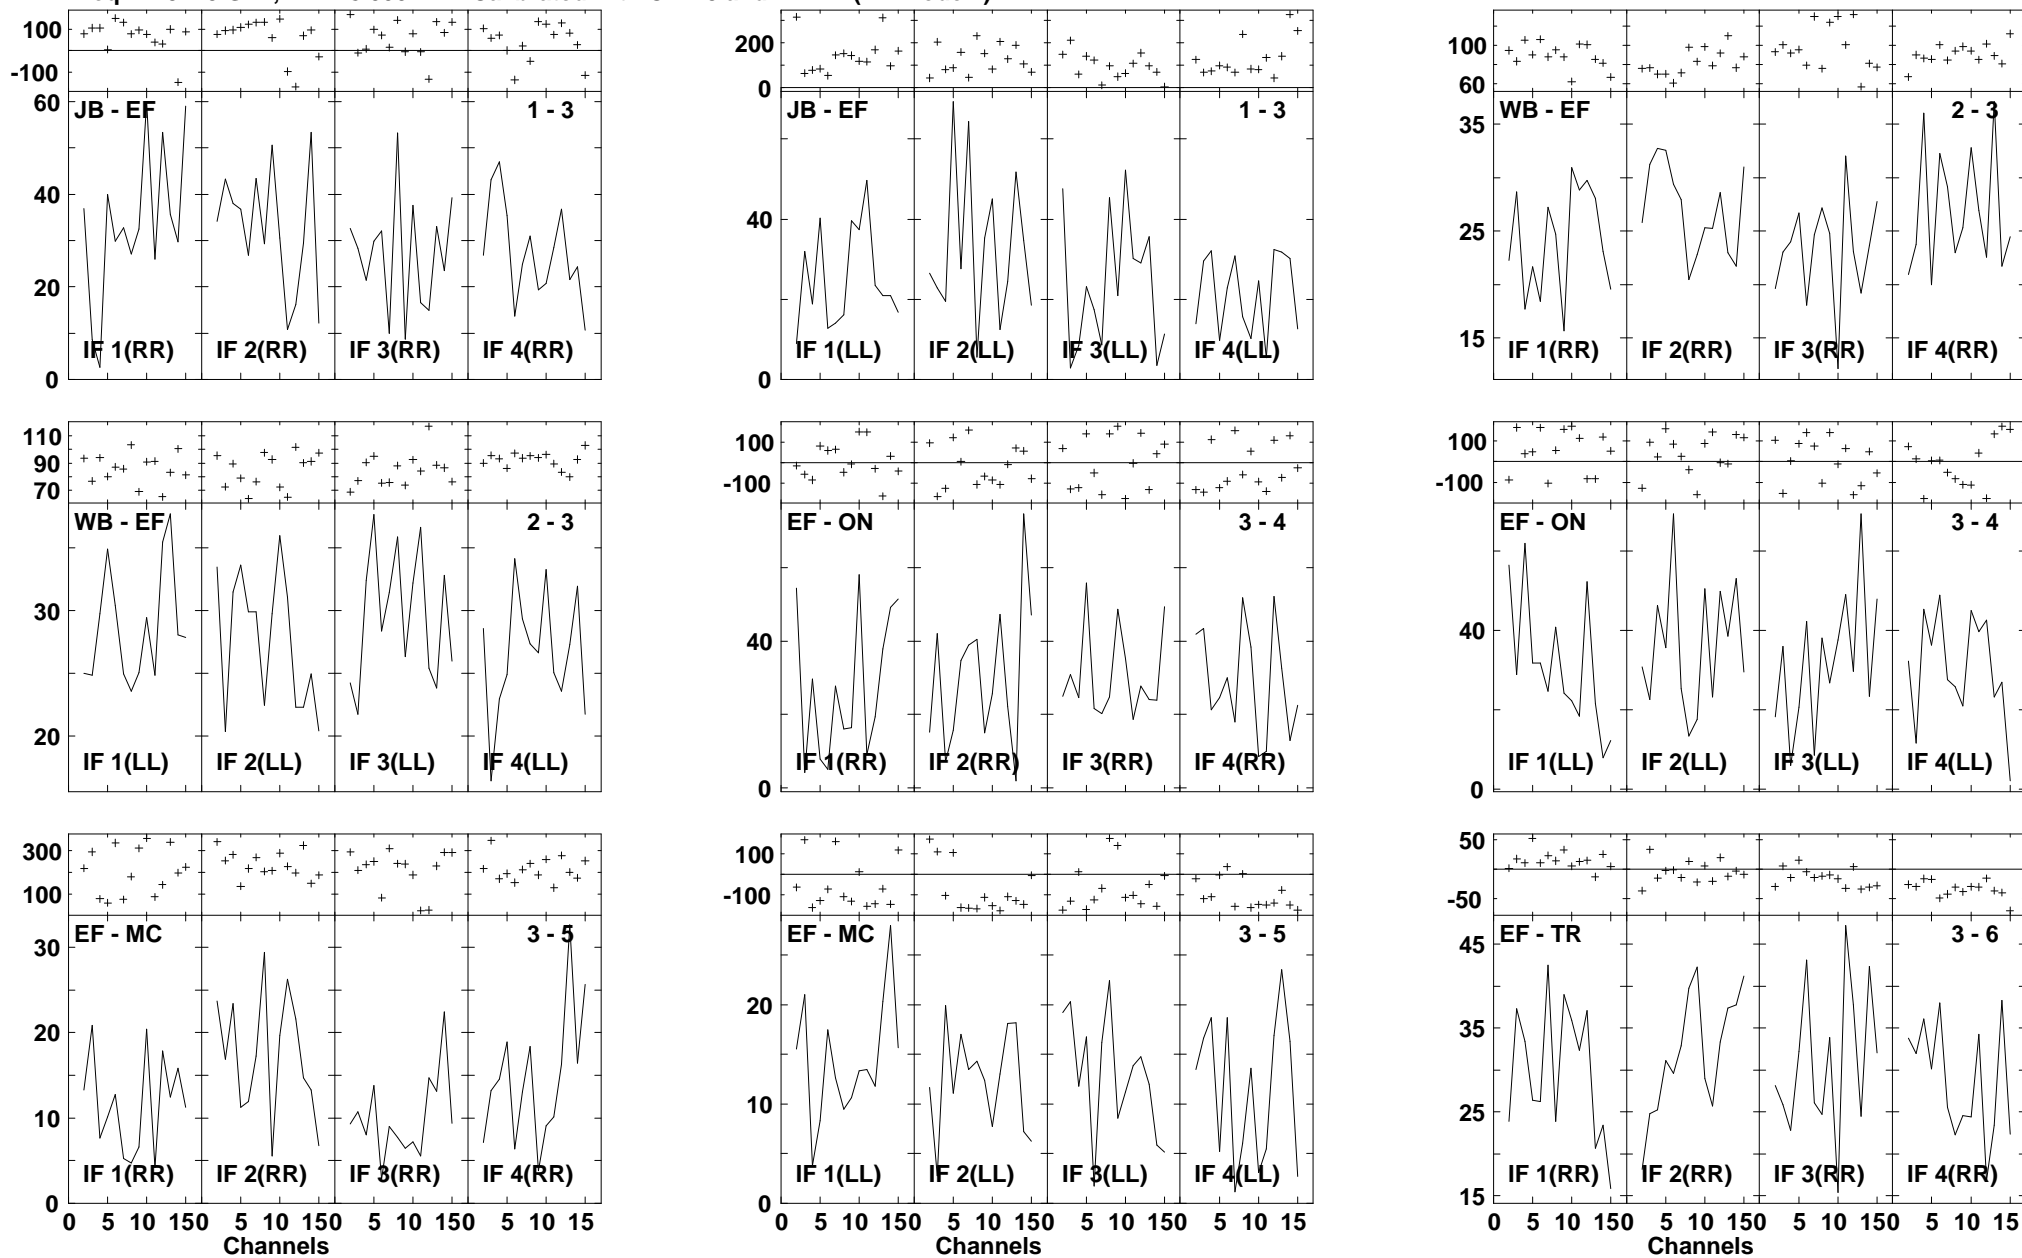 100
-100
60
40
20
0
JB - EF
1 - 3
IF 1(RR)
IF 2(RR)
IF 3(RR)
IF 4(RR)
200
0
40
0
JB - EF
1 - 3
IF 1(LL)
IF 2(LL)
IF 3(LL)
IF 4(LL)
100
60
35
25
15
WB - EF
2 - 3
IF 1(RR)
IF 2(RR)
IF 3(RR)
IF 4(RR)
110
90
70
30
20
WB - EF
2 - 3
IF 1(LL)
IF 2(LL)
IF 3(LL)
IF 4(LL)
100
-100
40
0
EF - ON
3 - 4
IF 1(RR)
IF 2(RR)
IF 3(RR)
IF 4(RR)
100
-100
40
0
EF - ON
3 - 4
IF 1(LL)
IF 2(LL)
IF 3(LL)
IF 4(LL)
300
100
30
20
10
0
EF - MC
3 - 5
IF 1(RR)
IF 2(RR)
IF 3(RR)
IF 4(RR)
0 5 10 150 5 10 150 5 10 150 5 10 15
Channels
100
-100
20
10
0
EF - MC
3 - 5
IF 1(LL)
IF 2(LL)
IF 3(LL)
IF 4(LL)
0 5 10 150 5 10 150 5 10 150 5 10 15
Channels
50
-50
45
35
25
15
EF - TR
3 - 6
IF 1(RR)
IF 2(RR)
IF 3(RR)
IF 4(RR)
0 5 10 150 5 10 150 5 10 150 5 10 15
Channels